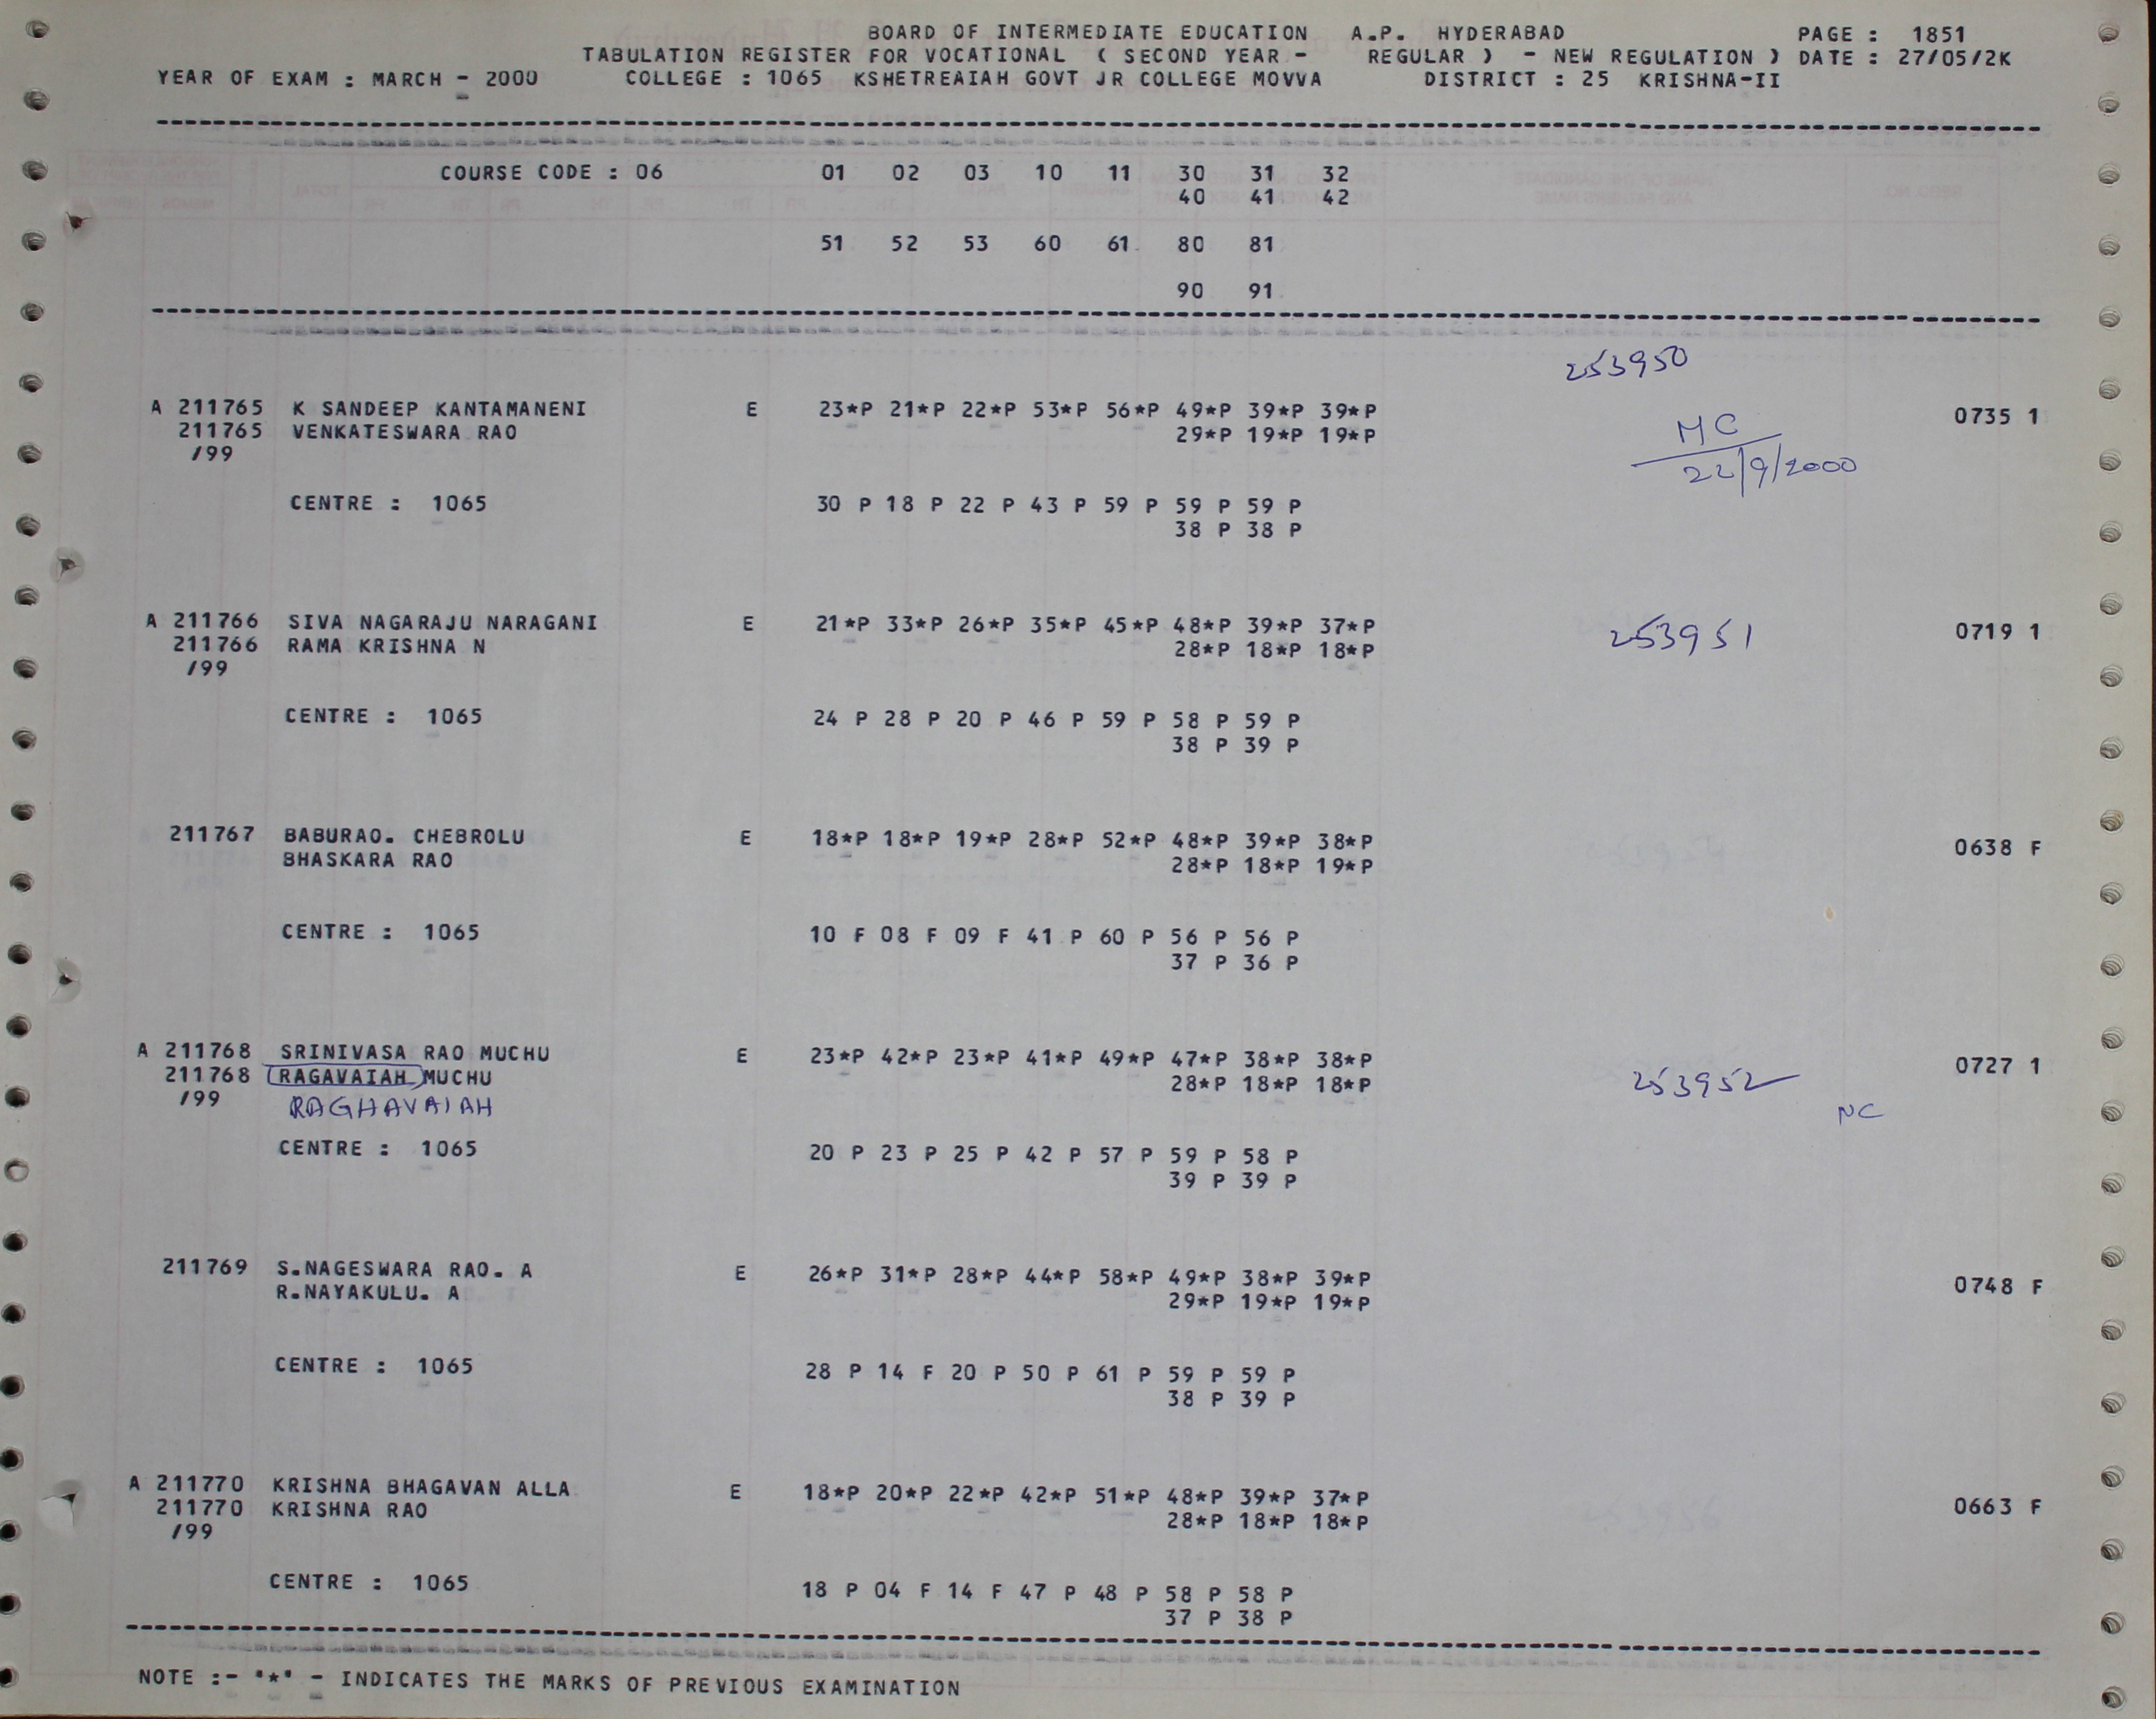 BOARD OF INTERMEDIATE EDUCATION A.P. HYDERABAD PAGE : 1851
TABULATION REGISTER FOR VOCATIONAL ( SECOND YEAR - REGULAR ) - NEW REGULATION ) DATE : 27/05/2K
YEAR OF EXAM : MARCH - 2000 COLLEGE : 1065 KSHETREAIAH GOVT JR COLLEGE MOVVA DISTRICT : 25 KRISHNA-II
COURSE CODE : 06 01 02 03 10 11 30 31 32
40 41 42
51 52 53 60 61 80 81
90 91
253950
A 211765 K SANDEEP KANTAMANENI E 23*P 21*P 22*P 53*P 56*P 49*P 39*P 39*P 0735 1
211765 VENKATESWARA RAO 29*P 19*P 19*P MC
/99 22/9/2000
CENTRE : 1065 30 P 18 P 22 P 43 P 59 P 59 P 59 P
38 P 38 P
A 211766 SIVA NAGARAJU NARAGANI E 21*P 33*P 26*P 35*P 45*P 48*P 39*P 37*P 253951 0719 1
211766 RAMA KRISHNA N 28*P 18*P 18*P
/99
CENTRE : 1065 24 P 28 P 20 P 46 P 59 P 58 P 59 P
38 P 39 P
211767 BABURAO. CHEBROLU E 18*P 18*P 19*P 28*P 52*P 48*P 39*P 38*P 0638 F
BHASKARA RAO 28*P 18*P 19*P
CENTRE : 1065 10 F 08 F 09 F 41 P 60 P 56 P 56 P
37 P 36 P
A 211768 SRINIVASA RAO MUCHU E 23*P 42*P 23*P 41*P 49*P 47*P 38*P 38*P 0727 1
211768 RAGAVAIAH MUCHU 28*P 18*P 18*P 253952
/99 RAGHAVAIAH NC
CENTRE : 1065 20 P 23 P 25 P 42 P 57 P 59 P 58 P
39 P 39 P
211769 S.NAGESWARA RAO. A E 26*P 31*P 28*P 44*P 58*P 49*P 38*P 39*P 0748 F
R.NAYAKULU. A 29*P 19*P 19*P
CENTRE : 1065 28 P 14 F 20 P 50 P 61 P 59 P 59 P
38 P 39 P
A 211770 KRISHNA BHAGAVAN ALLA E 18*P 20*P 22*P 42*P 51*P 48*P 39*P 37*P 0663 F
211770 KRISHNA RAO 28*P 18*P 18*P
/99
CENTRE : 1065 18 P 04 F 14 F 47 P 48 P 58 P 58 P
37 P 38 P
NOTE :- "*" - INDICATES THE MARKS OF PREVIOUS EXAMINATION